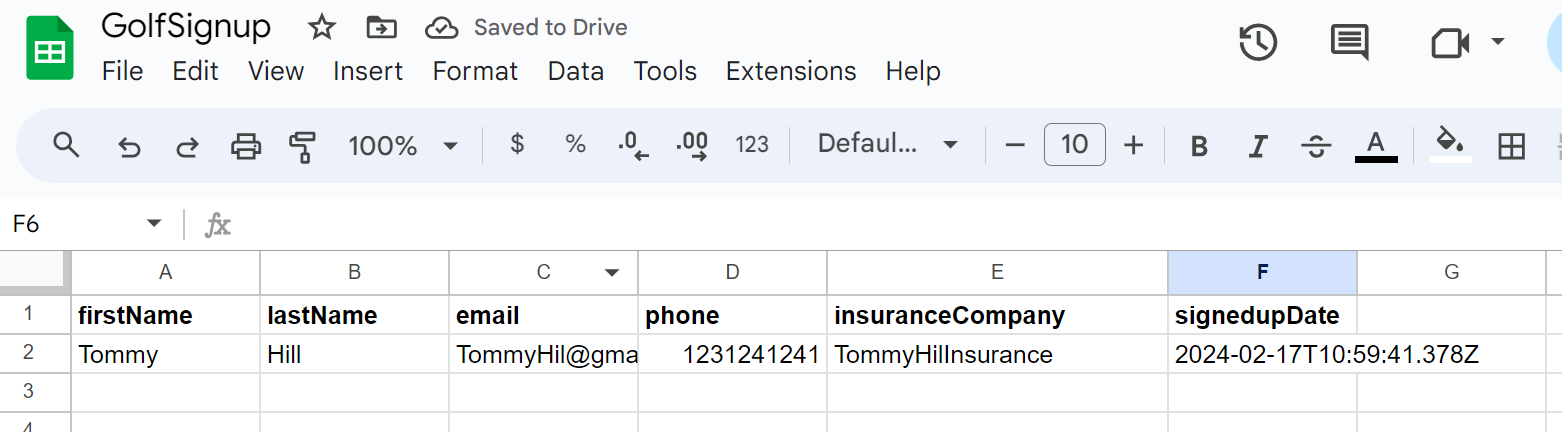 GolfSignup Saved to Drive
File Edit View Insert Format Data Tools Extensions Help
100% $ % .0 .00 123 Defaul... 10 B I S A
F6 fx
A B C D E F G
1 firstName lastName email phone insuranceCompany signedupDate
2 Tommy Hill TommyHil@gma 1231241241 TommyHillInsurance 2024-02-17T10:59:41.378Z
3
4